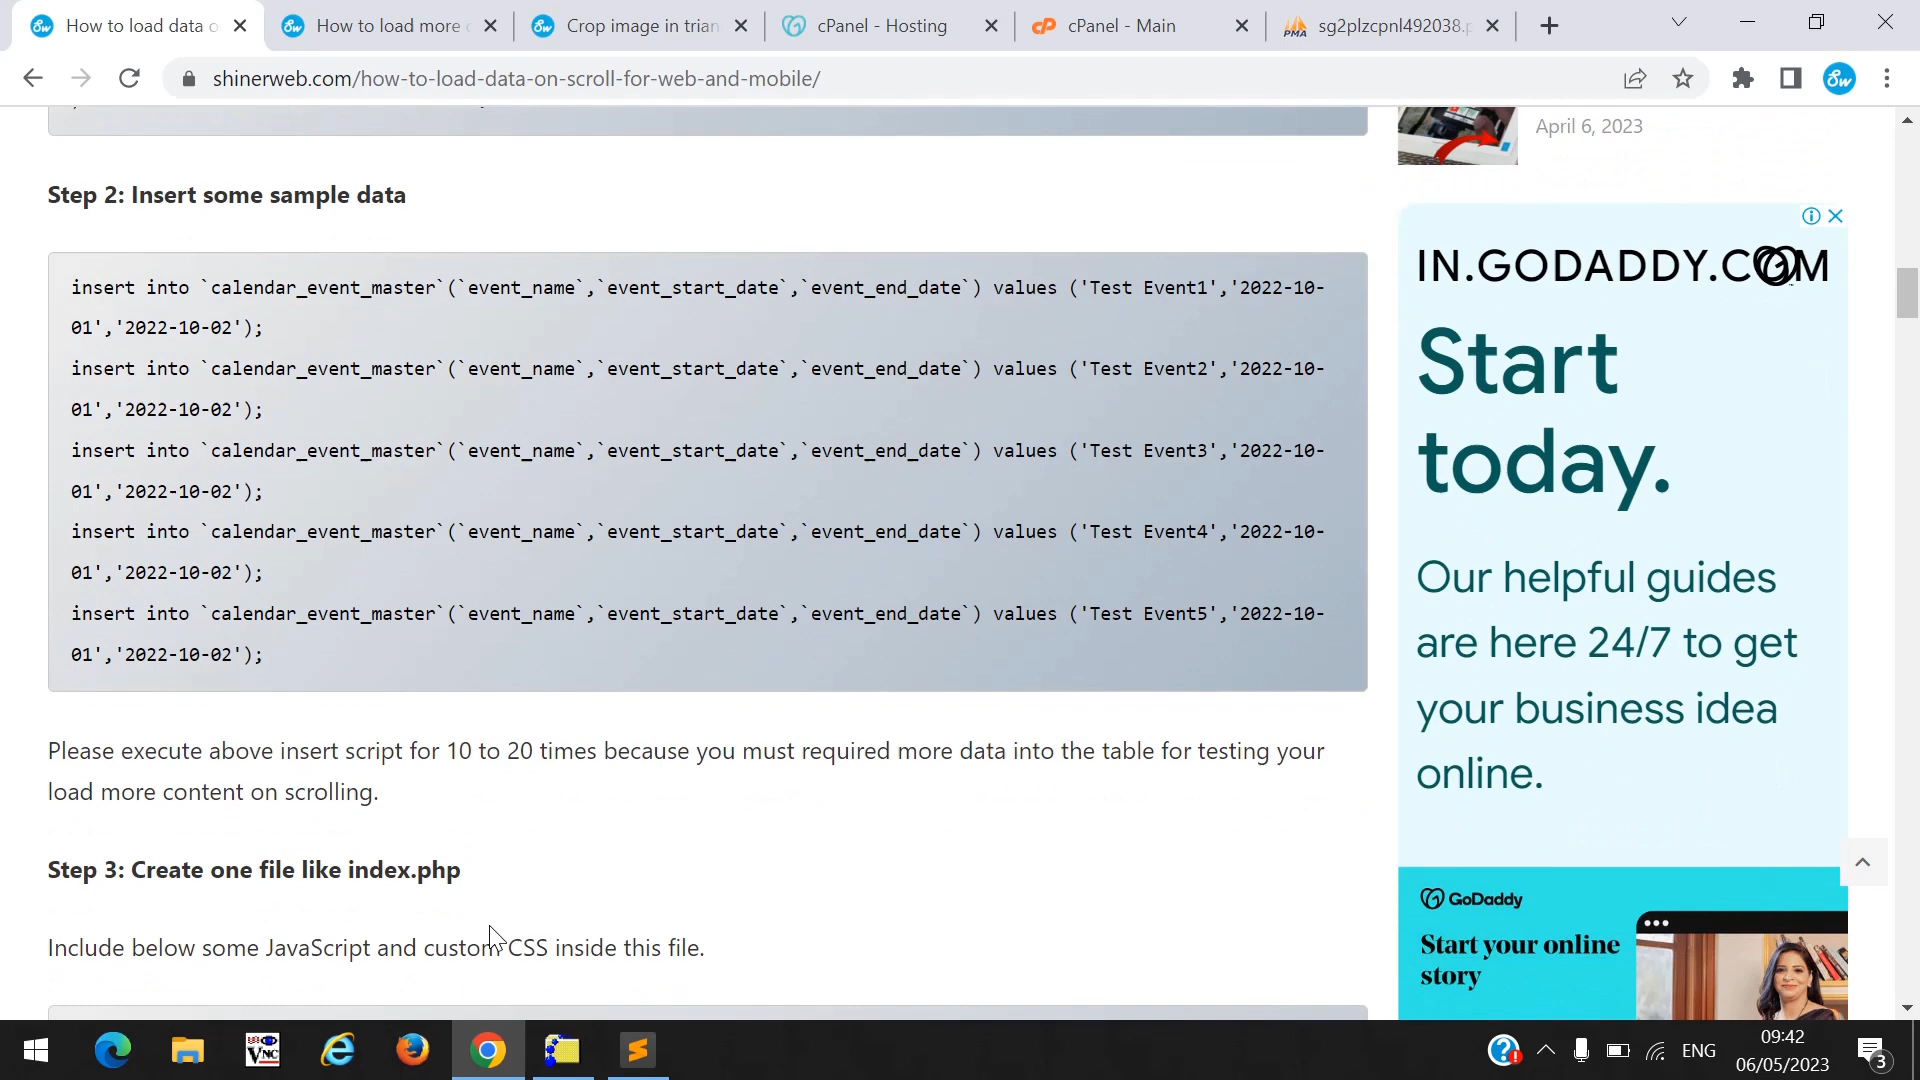 How to load data o
How to load more
Crop image in trian
cPanel - Hosting
cPanel - Main
sg2plzcpnl492038.p
shinerweb.com/how-to-load-data-on-scroll-for-web-and-mobile/
April 6, 2023
Step 2: Insert some sample data
insert into `calendar_event_master`(`event_name`,`event_start_date`,`event_end_date`) values ('Test Event1','2022-10-
01','2022-10-02');
insert into `calendar_event_master`(`event_name`,`event_start_date`,`event_end_date`) values ('Test Event2','2022-10-
01','2022-10-02');
insert into `calendar_event_master`(`event_name`,`event_start_date`,`event_end_date`) values ('Test Event3','2022-10-
01','2022-10-02');
insert into `calendar_event_master`(`event_name`,`event_start_date`,`event_end_date`) values ('Test Event4','2022-10-
01','2022-10-02');
insert into `calendar_event_master`(`event_name`,`event_start_date`,`event_end_date`) values ('Test Event5','2022-10-
01','2022-10-02');
Please execute above insert script for 10 to 20 times because you must required more data into the table for testing your
load more content on scrolling.
Step 3: Create one file like index.php
Include below some JavaScript and custom CSS inside this file.
IN.GODADDY.COM
Start
today.
Our helpful guides
are here 24/7 to get
your business idea
online.
GoDaddy
Start your online
story
ENG
09:42
06/05/2023
3